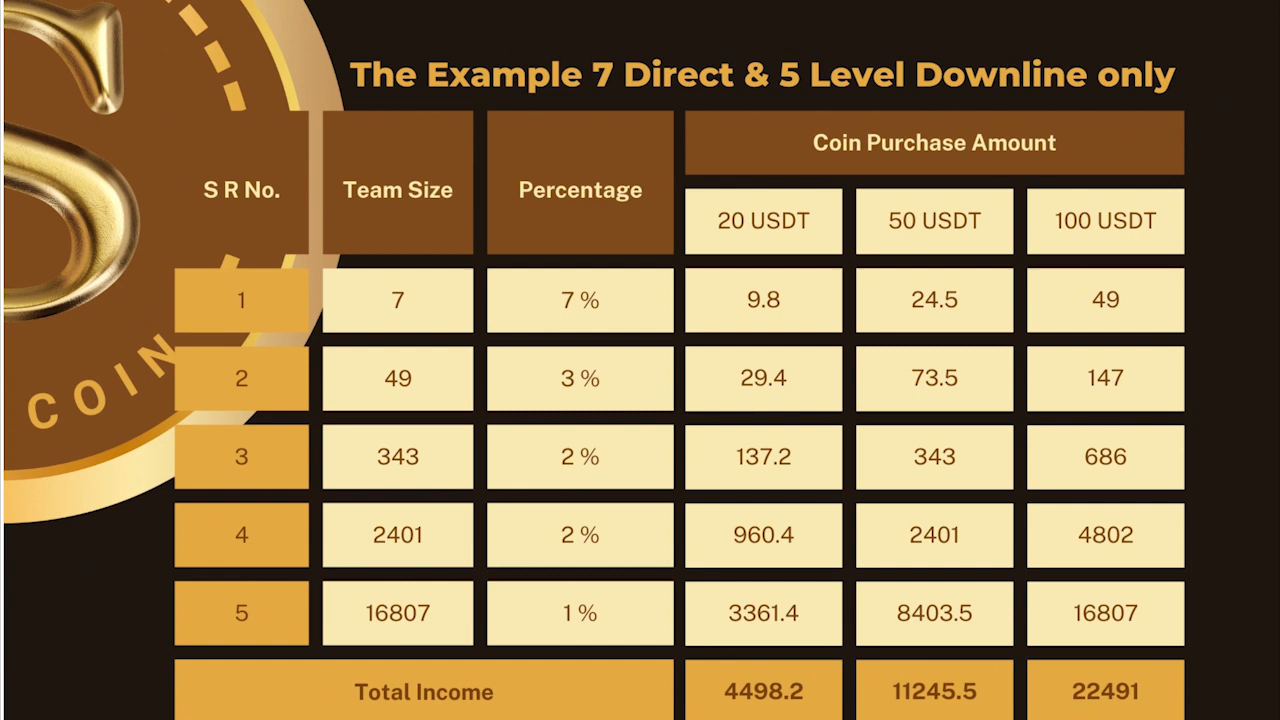 The Example 7 Direct & 5 Level Downline only
S R No. Team Size Percentage Coin Purchase Amount
20 USDT 50 USDT 100 USDT
1 7 7 % 9.8 24.5 49
2 49 3 % 29.4 73.5 147
3 343 2 % 137.2 343 686
4 2401 2 % 960.4 2401 4802
5 16807 1 % 3361.4 8403.5 16807
Total Income 4498.2 11245.5 22491
S
COIN